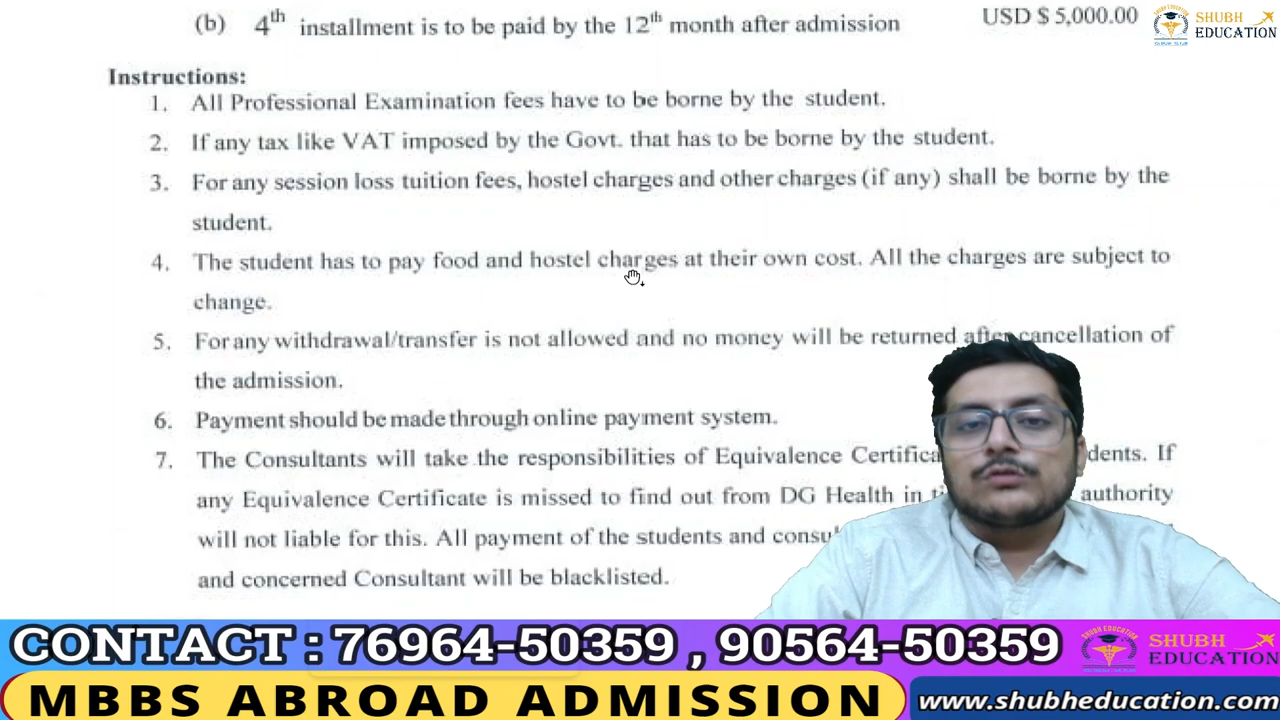 (b) 4th installment is to be paid by the 12th month after admission USD $ 5,000.00
SHUBH
EDUCATION
Instructions:
1. All Professional Examination fees have to be borne by the student.
2. If any tax like VAT imposed by the Govt. that has to be borne by the student.
3. For any session loss tuition fees, hostel charges and other charges (if any) shall be borne by the
student.
4. The student has to pay food and hostel charges at their own cost. All the charges are subject to
change.
5. For any withdrawal/transfer is not allowed and no money will be returned after cancellation of
the admission.
6. Payment should be made through online payment system.
7. The Consultants will take the responsibilities of Equivalence If
any Equivalence Certificate is missed to find out from DG Health in authority
will not liable for this. All payment of the students and
and concerned Consultant will be blacklisted.
CONTACT : 76964-50359 , 90564-50359
SHUBH
EDUCATION
MBBS ABROAD ADMISSION
www.shubheducation.com